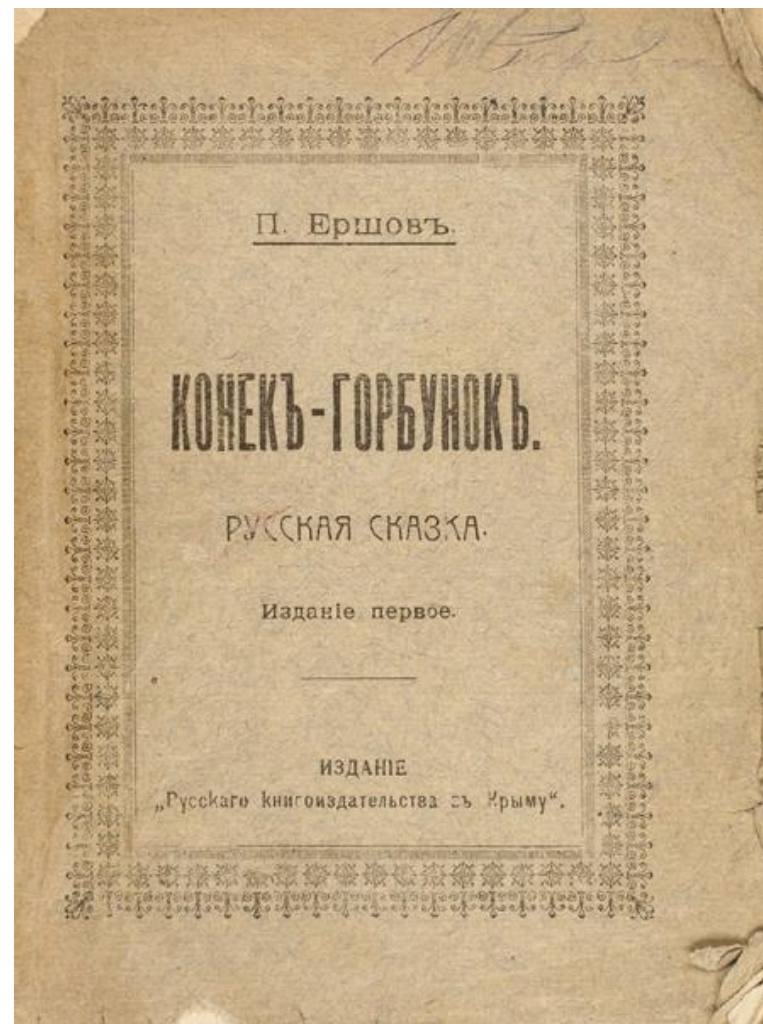 П. Ершовъ.
КОНЕКЪ-ГОРБУНОКЪ.
РУССКАЯ СКАЗКА.
Изданіе первое.
ИЗДАНІЕ
„Русскаго книгоиздательства въ Крыму“.